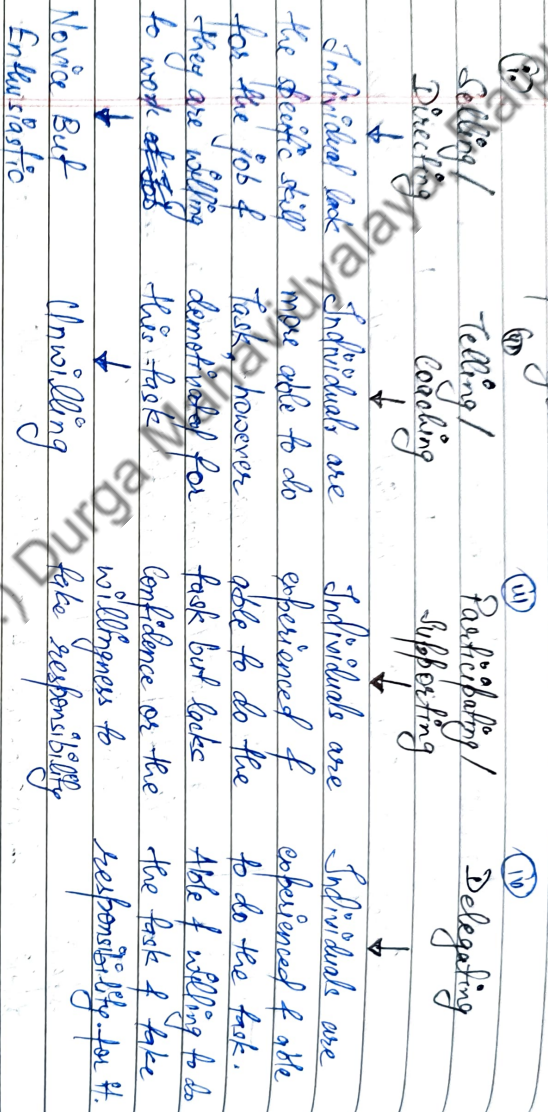 (i)
Selling/
Directing
↓
Individual lack
the specific skill
for the job &
they are willing
to work
↓
Novice But
Enthusiastic
(ii)
Telling/
Coaching
↓
Individuals are
more able to do
task, however
demotivated for
this task
↓
Unwilling
(iii)
Participating/
Supporting
↓
Individuals are
experienced &
able to do the
task but lacks
Confidence or the
willingness to
take responsibility
(iv)
Delegating
↓
Individuals are
experienced & able
to do the task.
Able & willing to do
the task & take
responsibility for it.
.) Durga Mahavidyalaya, Raipu